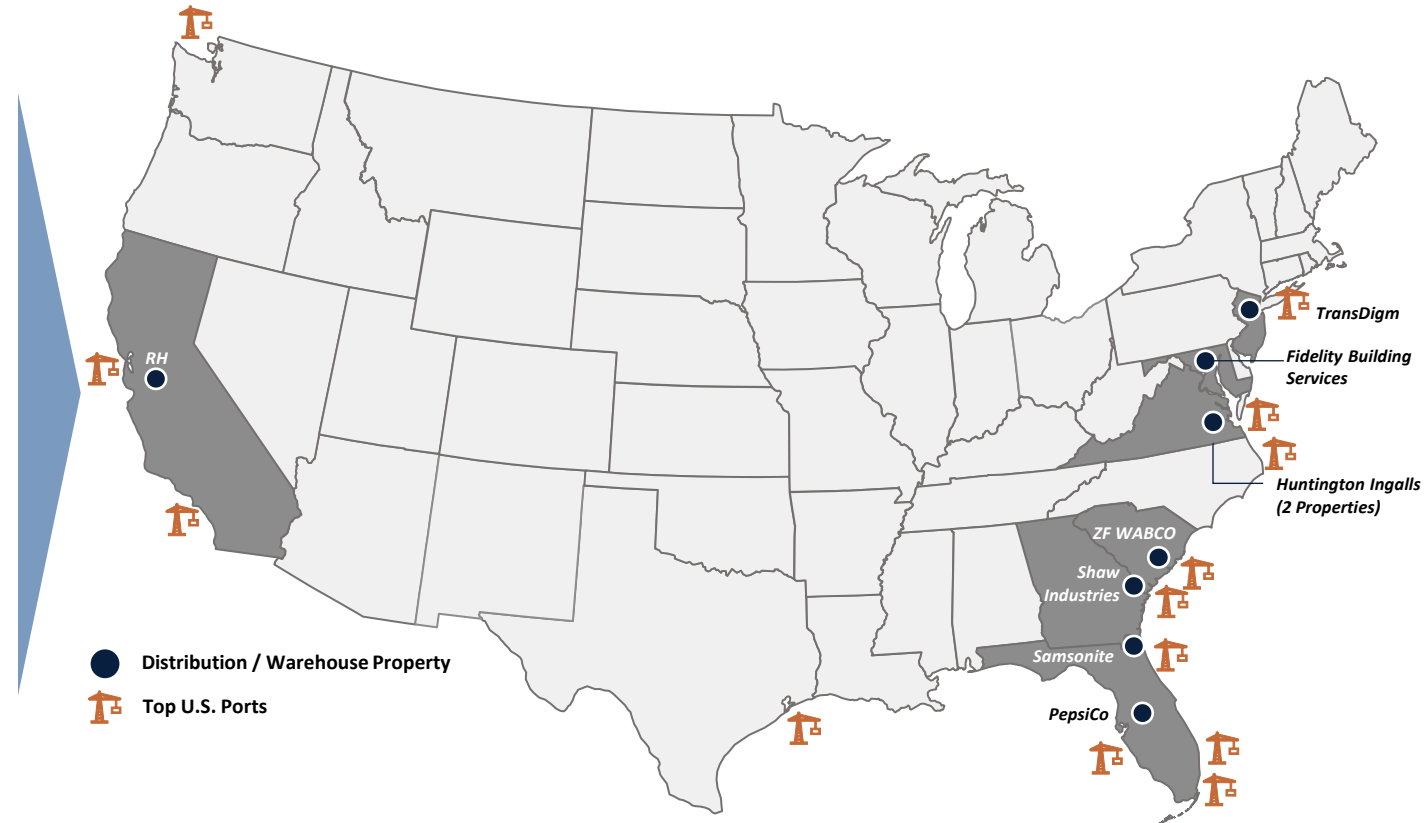 TransDigm
RH
Fidelity Building
Services
Huntington Ingalls
(2 Properties)
ZF WABCO
Shaw
Industries
Samsonite
PepsiCo
Distribution / Warehouse Property
Top U.S. Ports